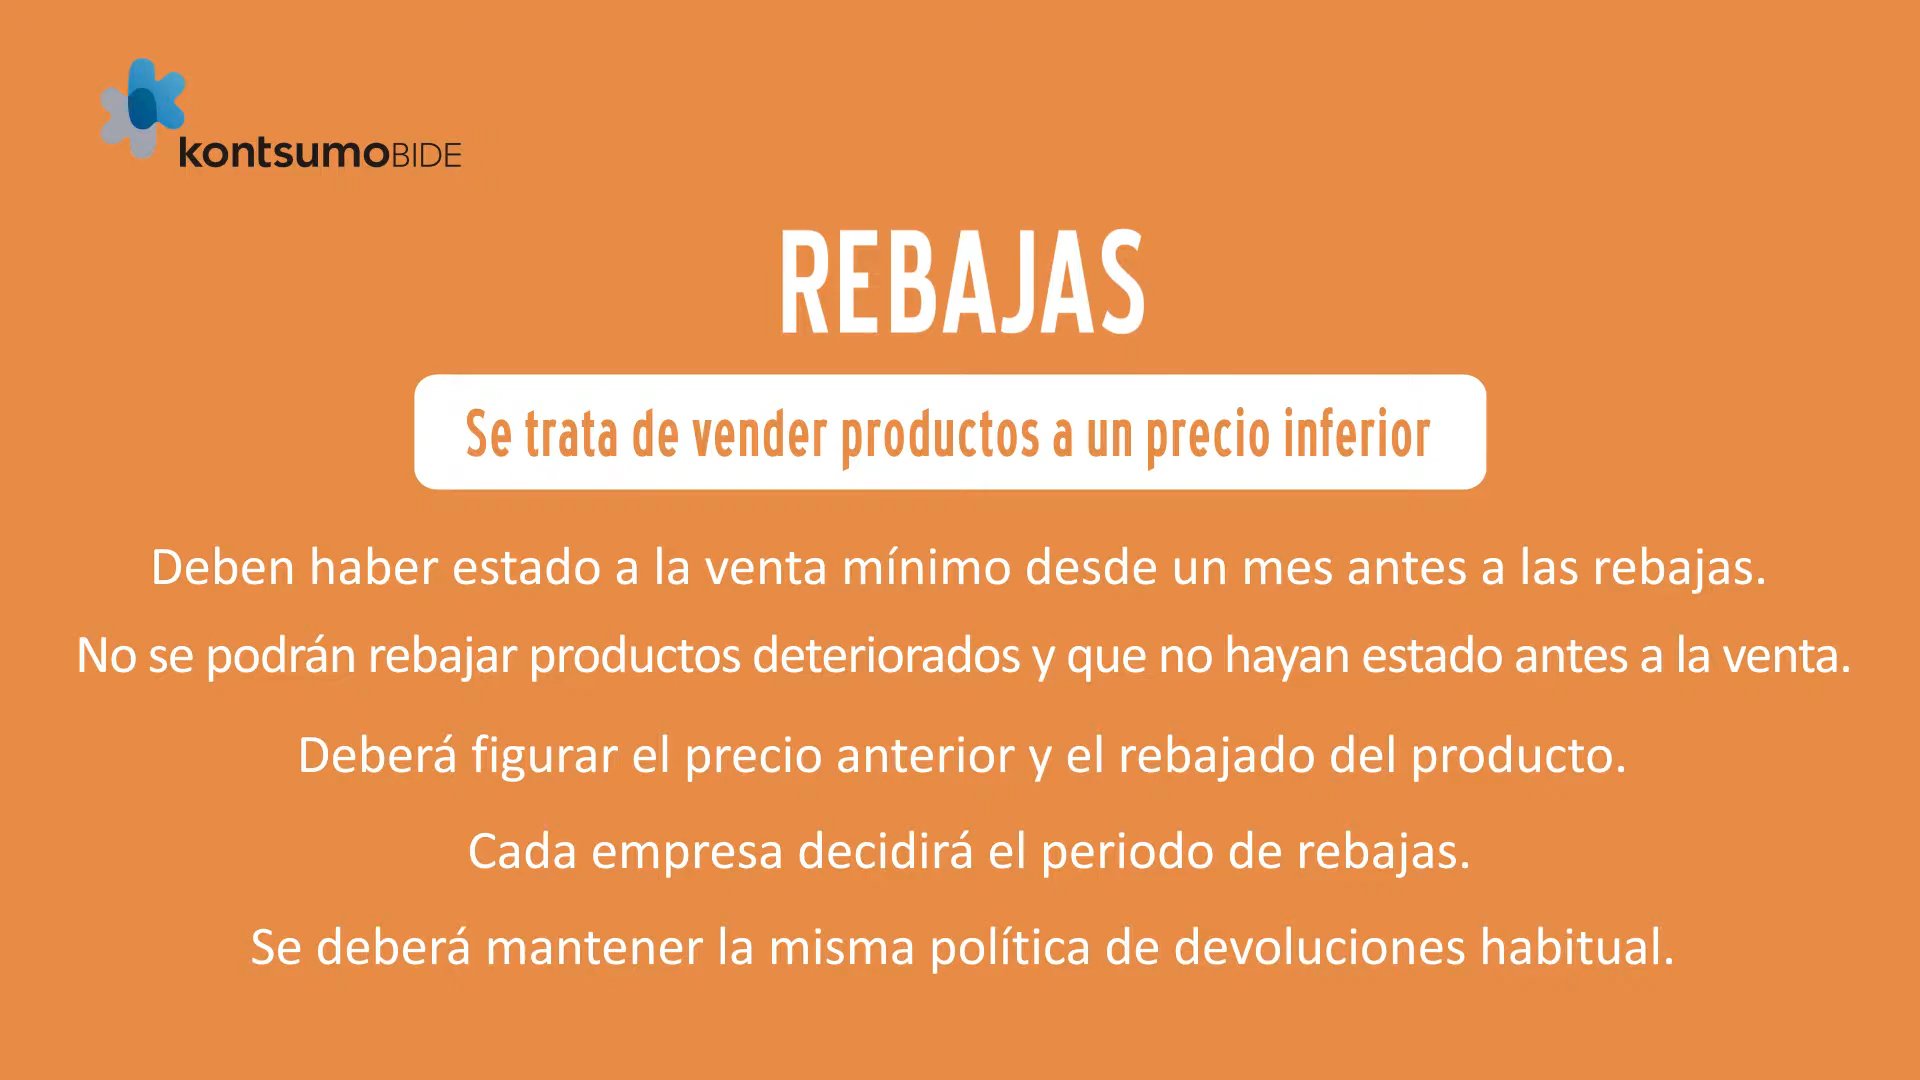 kontsumoBIDE
REBAJAS
Se trata de vender productos a un precio inferior
Deben haber estado a la venta mínimo desde un mes antes a las rebajas.
No se podrán rebajar productos deteriorados y que no hayan estado antes a la venta.
Deberá figurar el precio anterior y el rebajado del producto.
Cada empresa decidirá el periodo de rebajas.
Se deberá mantener la misma política de devoluciones habitual.